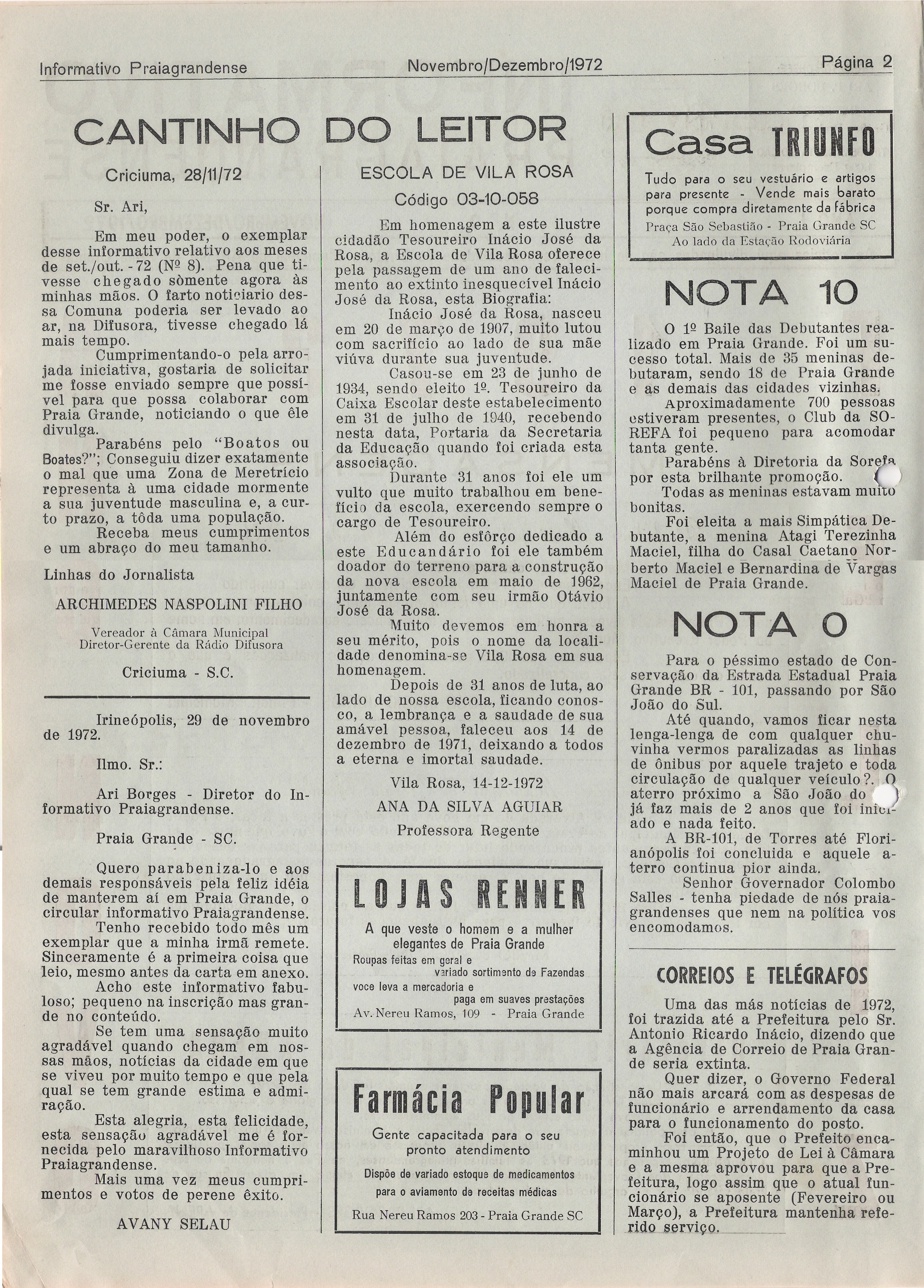 Informativo Praiagrandense
Novembro/Dezembro/1972
Página 2
CANTINHO DO LEITOR
Criciuma, 28/11/72
Sr. Ari,
Em meu poder, o exemplar
desse informativo relativo aos meses
de set./out. - 72 (Nº 8). Pena que ti-
vesse chegado sòmente agora às
minhas mãos. O farto noticiario des-
sa Comuna poderia ser levado ao
ar, na Difusora, tivesse chegado lá
mais tempo.
Cumprimentando-o pela arro-
jada iniciativa, gostaria de solicitar
me fosse enviado sempre que possí-
vel para que possa colaborar com
Praia Grande, noticiando o que êle
divulga.
Parabéns pelo "Boatos ou
Boates?"; Conseguiu dizer exatamente
o mal que uma Zona de Meretrício
representa à uma cidade mormente
a sua juventude masculina e, a cur-
to prazo, a tôda uma população.
Receba meus cumprimentos
e um abraço do meu tamanho.
Linhas do Jornalista
ARCHIMEDES NASPOLINI FILHO
Vereador à Câmara Municipal
Diretor-Gerente da Rádio Difusora
Criciuma - S.C.
Irineópolis, 29 de novembro
de 1972.
Ilmo. Sr.:
Ari Borges - Diretor do In-
formativo Praiagrandense.
Praia Grande - SC.
Quero parabeniza-lo e aos
demais responsáveis pela feliz idéia
de manterem aí em Praia Grande, o
circular informativo Praiagrandense.
Tenho recebido todo mês um
exemplar que a minha irmã remete.
Sinceramente é a primeira coisa que
leio, mesmo antes da carta em anexo.
Acho este informativo fabu-
loso; pequeno na inscrição mas gran-
de no conteúdo.
Se tem uma sensação muito
agradável quando chegam em nos-
sas mãos, notícias da cidade em que
se viveu por muito tempo e que pela
qual se tem grande estima e admi-
ração.
Esta alegria, esta felicidade,
esta sensação agradável me é for-
necida pelo maravilhoso Informativo
Praiagrandense.
Mais uma vez meus cumpri-
mentos e votos de perene êxito.
AVANY SELAU
ESCOLA DE VILA ROSA
Código 03-10-058
Em homenagem a este ilustre
cidadão Tesoureiro Inácio José da
Rosa, a Escola de Vila Rosa oferece
pela passagem de um ano de faleci-
mento ao extinto inesquecível Inácio
José da Rosa, esta Biografia:
Inácio José da Rosa, nasceu
em 20 de março de 1907, muito lutou
com sacrifício ao lado de sua mãe
viúva durante sua juventude.
Casou-se em 23 de junho de
1934, sendo eleito 1º. Tesoureiro da
Caixa Escolar deste estabelecimento
em 31 de julho de 1940, recebendo
nesta data, Portaria da Secretaria
da Educação quando foi criada esta
associação.
Durante 31 anos foi ele um
vulto que muito trabalhou em bene-
fício da escola, exercendo sempre o
cargo de Tesoureiro.
Além do esfôrço dedicado a
este Educandário foi ele também
doador do terreno para a construção
da nova escola em maio de 1962,
juntamente com seu irmão Otávio
José da Rosa.
Muito devemos em honra a
seu mérito, pois o nome da locali-
dade denomina-se Vila Rosa em sua
homenagem.
Depois de 31 anos de luta, ao
lado de nossa escola, ficando conos-
co, a lembrança e a saudade de sua
amável pessoa, faleceu aos 14 de
dezembro de 1971, deixando a todos
a eterna e imortal saudade.
Vila Rosa, 14-12-1972
ANA DA SILVA AGUIAR
Professora Regente
LOJAS RENNER
A que veste o homem e a mulher
elegantes de Praia Grande
Roupas feitas em geral e
variado sortimento de Fazendas
voce leva a mercadoria e
paga em suaves prestações
Av. Nereu Ramos, 109 - Praia Grande
Farmácia Popular
Gente capacitada para o seu
pronto atendimento
Dispõe de variado estoque de medicamentos
para o aviamento de receitas médicas
Rua Nereu Ramos 203 - Praia Grande SC
Casa TRIUNFO
Tudo para o seu vestuário e artigos
para presente - Vende mais barato
porque compra diretamente da fábrica
Praça São Sebastião - Praia Grande SC
Ao lado da Estação Rodoviária
NOTA 10
O 1º Baile das Debutantes rea-
lizado em Praia Grande. Foi um su-
cesso total. Mais de 35 meninas de-
butaram, sendo 18 de Praia Grande
e as demais das cidades vizinhas.
Aproximadamente 700 pessoas
estiveram presentes, o Club da SO-
REFA foi pequeno para acomodar
tanta gente.
Parabéns à Diretoria da Sorefa
por esta brilhante promoção.
Todas as meninas estavam muito
bonitas.
Foi eleita a mais Simpática De-
butante, a menina Atagi Terezinha
Maciel, filha do Casal Caetano Nor-
berto Maciel e Bernardina de Vargas
Maciel de Praia Grande.
NOTA 0
Para o péssimo estado de Con-
servação da Estrada Estadual Praia
Grande BR - 101, passando por São
João do Sul.
Até quando, vamos ficar nesta
lenga-lenga de com qualquer chu-
vinha vermos paralizadas as linhas
de ônibus por aquele trajeto e toda
circulação de qualquer veículo?. O
aterro próximo a São João do
já faz mais de 2 anos que foi inici-
ado e nada feito.
A BR-101, de Torres até Flori-
anópolis foi concluida e aquele a-
terro continua pior ainda.
Senhor Governador Colombo
Salles - tenha piedade de nós praia-
grandenses que nem na política vos
encomodamos.
CORREIOS E TELÉGRAFOS
Uma das más notícias de 1972,
foi trazida até a Prefeitura pelo Sr.
Antonio Ricardo Inácio, dizendo que
a Agência de Correio de Praia Gran-
de seria extinta.
Quer dizer, o Governo Federal
não mais arcará com as despesas de
funcionário e arrendamento da casa
para o funcionamento do posto.
Foi então, que o Prefeito enca-
minhou um Projeto de Lei à Câmara
e a mesma aprovou para que a Pre-
feitura, logo assim que o atual fun-
cionário se aposente (Fevereiro ou
Março), a Prefeitura mantenha refe-
rido serviço.